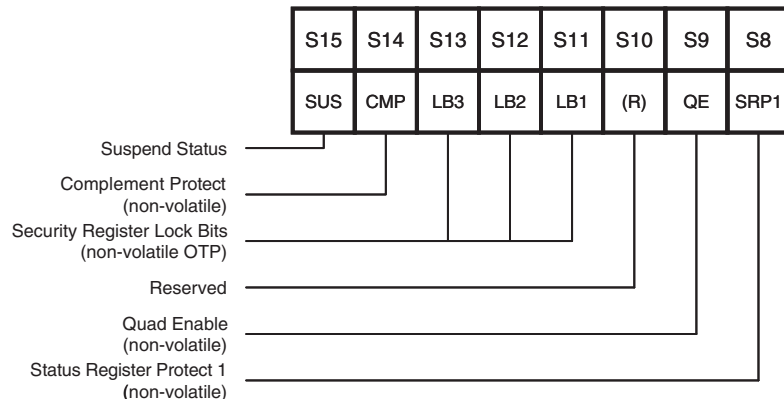 S15 S14 S13 S12 S11 S10 S9 S8
SUS CMP LB3 LB2 LB1 (R) QE SRP1
Suspend Status
Complement Protect
(non-volatile)
Security Register Lock Bits
(non-volatile OTP)
Reserved
Quad Enable
(non-volatile)
Status Register Protect 1
(non-volatile)